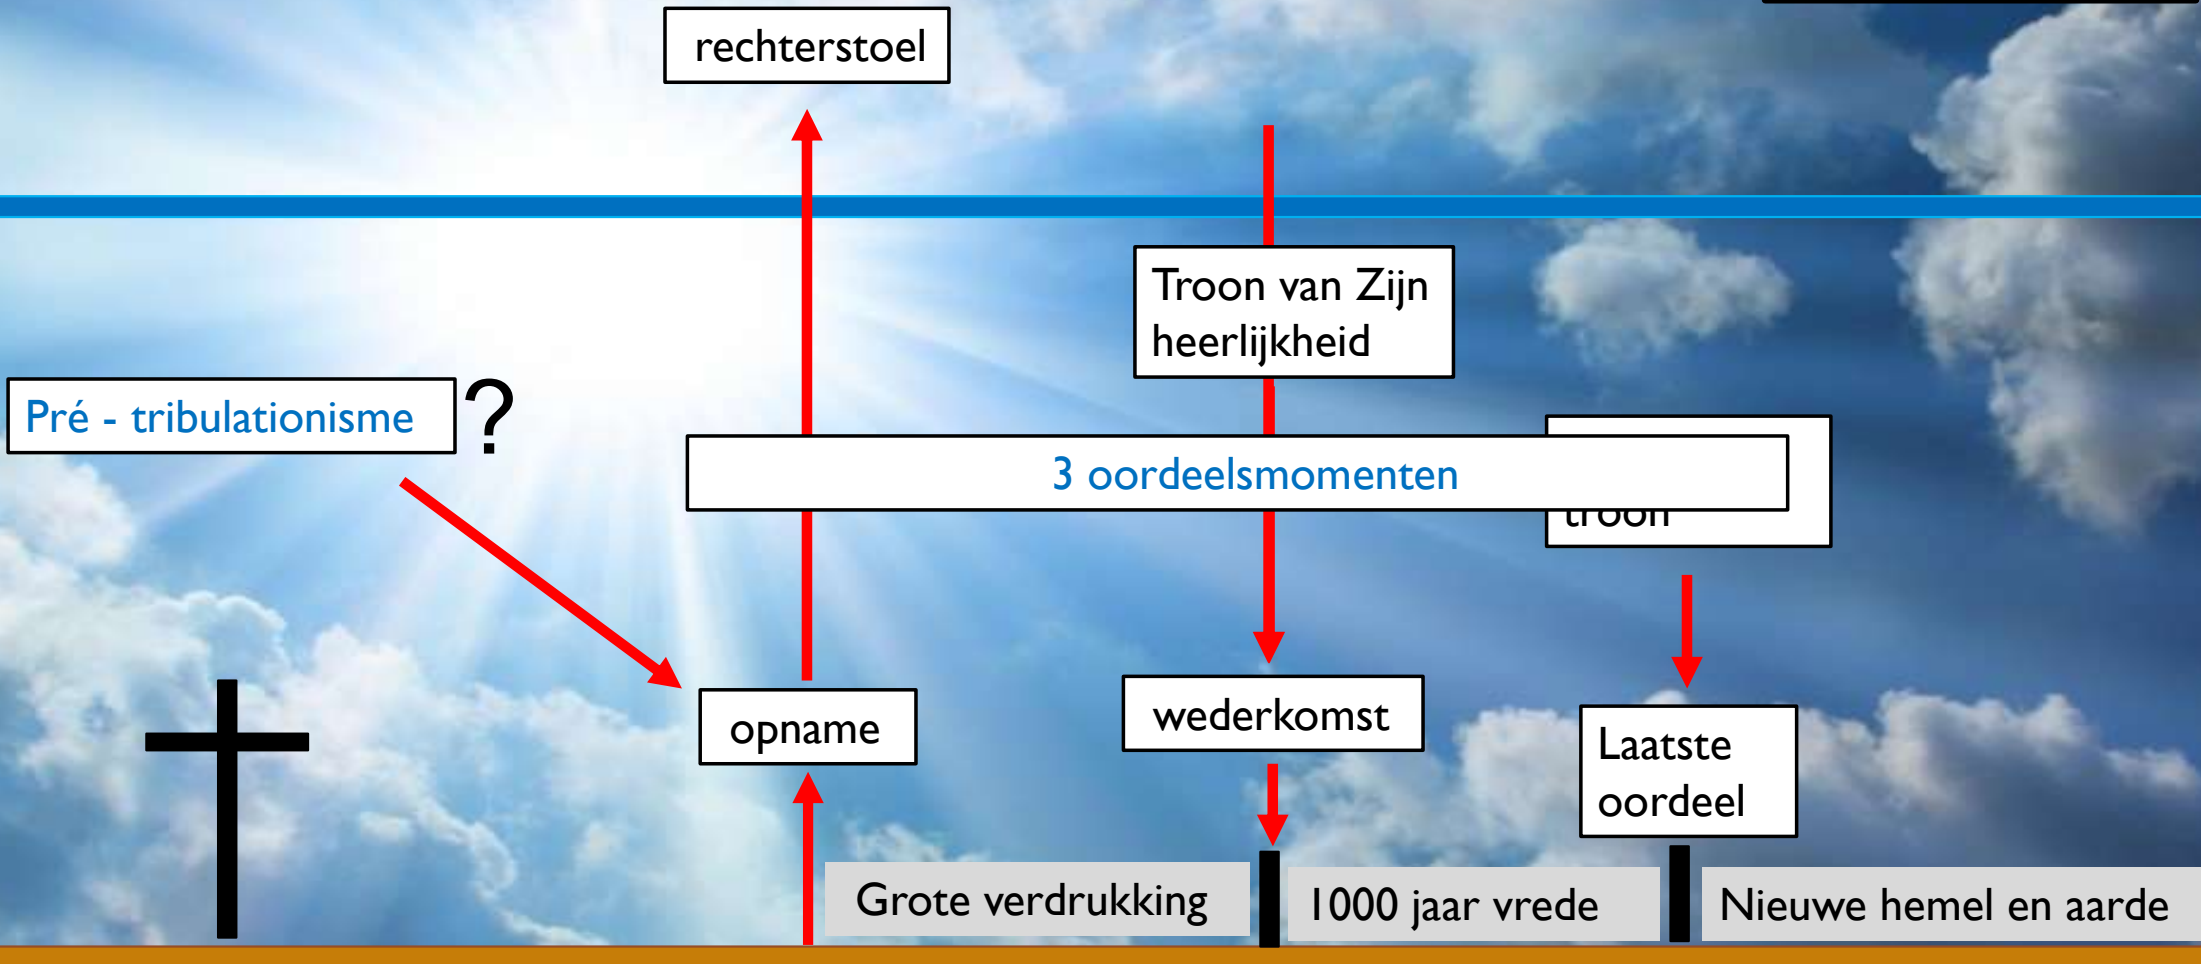 rechterstoel
Troon van Zijn
heerlijkheid
Pré - tribulationisme
?
3 oordeelsmomenten
troon
opname
wederkomst
Laatste
oordeel
Grote verdrukking
1000 jaar vrede
Nieuwe hemel en aarde